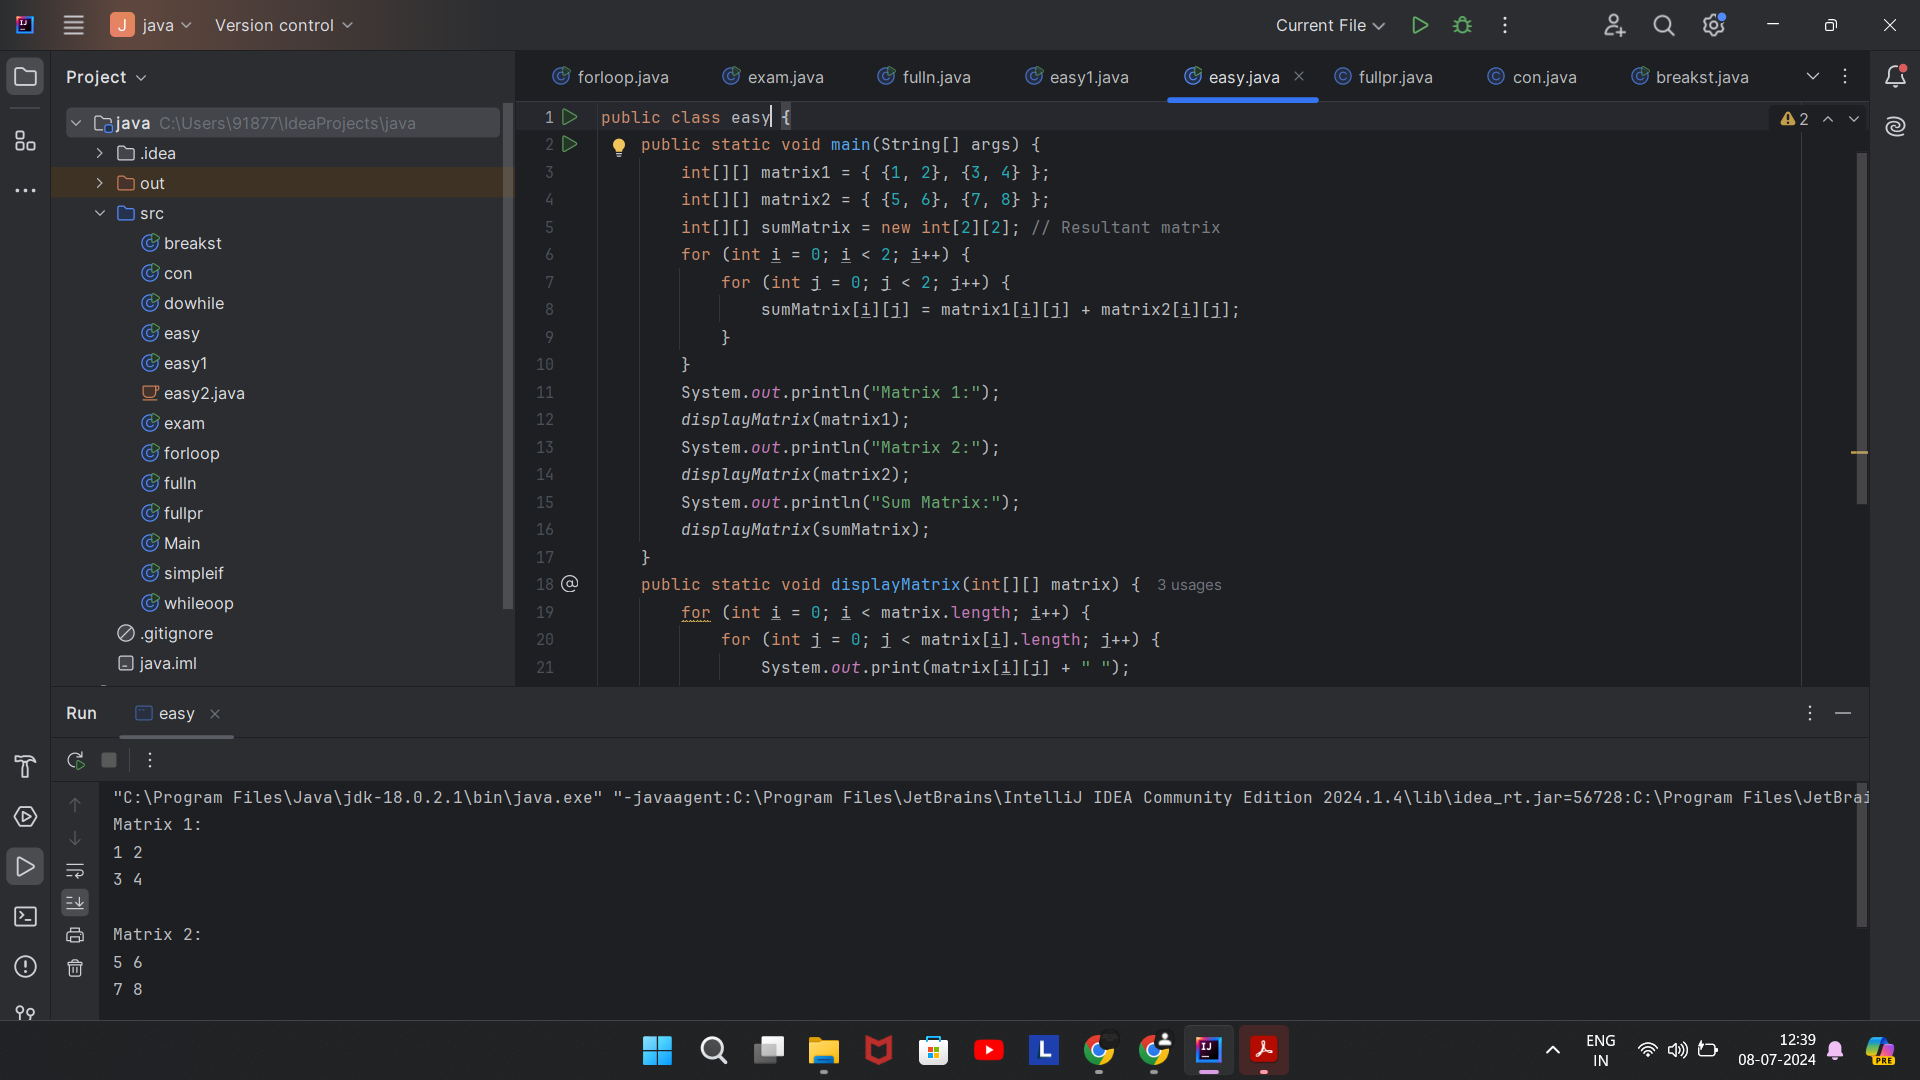 J java Version control Current File
Project
forloop.java exam.java fulln.java easy1.java easy.java fullpr.java con.java breakst.java
java C:\Users\91877\IdeaProjects\java
.idea
out
src
breakst
con
dowhile
easy
easy1
easy2.java
exam
forloop
fulln
fullpr
Main
simpleif
whileoop
.gitignore
java.iml
2
1 public class easy {
2 public static void main(String[] args) {
3 int[][] matrix1 = { {1, 2}, {3, 4} };
4 int[][] matrix2 = { {5, 6}, {7, 8} };
5 int[][] sumMatrix = new int[2][2]; // Resultant matrix
6 for (int i = 0; i < 2; i++) {
7 for (int j = 0; j < 2; j++) {
8 sumMatrix[i][j] = matrix1[i][j] + matrix2[i][j];
9 }
10 }
11 System.out.println("Matrix 1:");
12 displayMatrix(matrix1);
13 System.out.println("Matrix 2:");
14 displayMatrix(matrix2);
15 System.out.println("Sum Matrix:");
16 displayMatrix(sumMatrix);
17 }
18 @ public static void displayMatrix(int[][] matrix) { 3 usages
19 for (int i = 0; i < matrix.length; i++) {
20 for (int j = 0; j < matrix[i].length; j++) {
21 System.out.print(matrix[i][j] + " ");
Run easy
"C:\Program Files\Java\jdk-18.0.2.1\bin\java.exe" "-javaagent:C:\Program Files\JetBrains\IntelliJ IDEA Community Edition 2024.1.4\lib\idea_rt.jar=56728:C:\Program Files\JetBrai
Matrix 1:
1 2
3 4
Matrix 2:
5 6
7 8
L
IJ
ENG
IN
12:39
08-07-2024
PRE